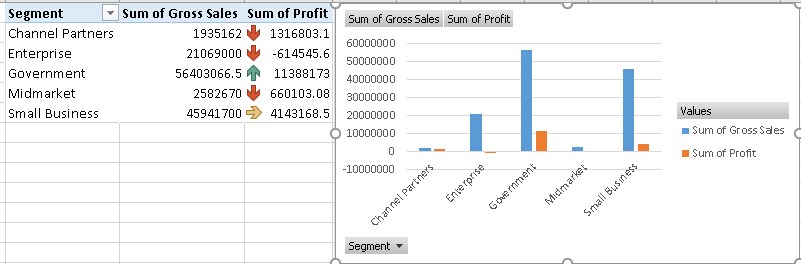 Segment Sum of Gross Sales Sum of Profit
Channel Partners 1935162 1316803.1
Enterprise 21069000 -614545.6
Government 56403066.5 11388173
Midmarket 2582670 660103.08
Small Business 45941700 4143168.5
Sum of Gross Sales Sum of Profit
60000000
50000000
40000000
30000000
20000000
10000000
0
-10000000
Channel Partners
Enterprise
Government
Midmarket
Small Business
Values
Sum of Gross Sales
Sum of Profit
Segment